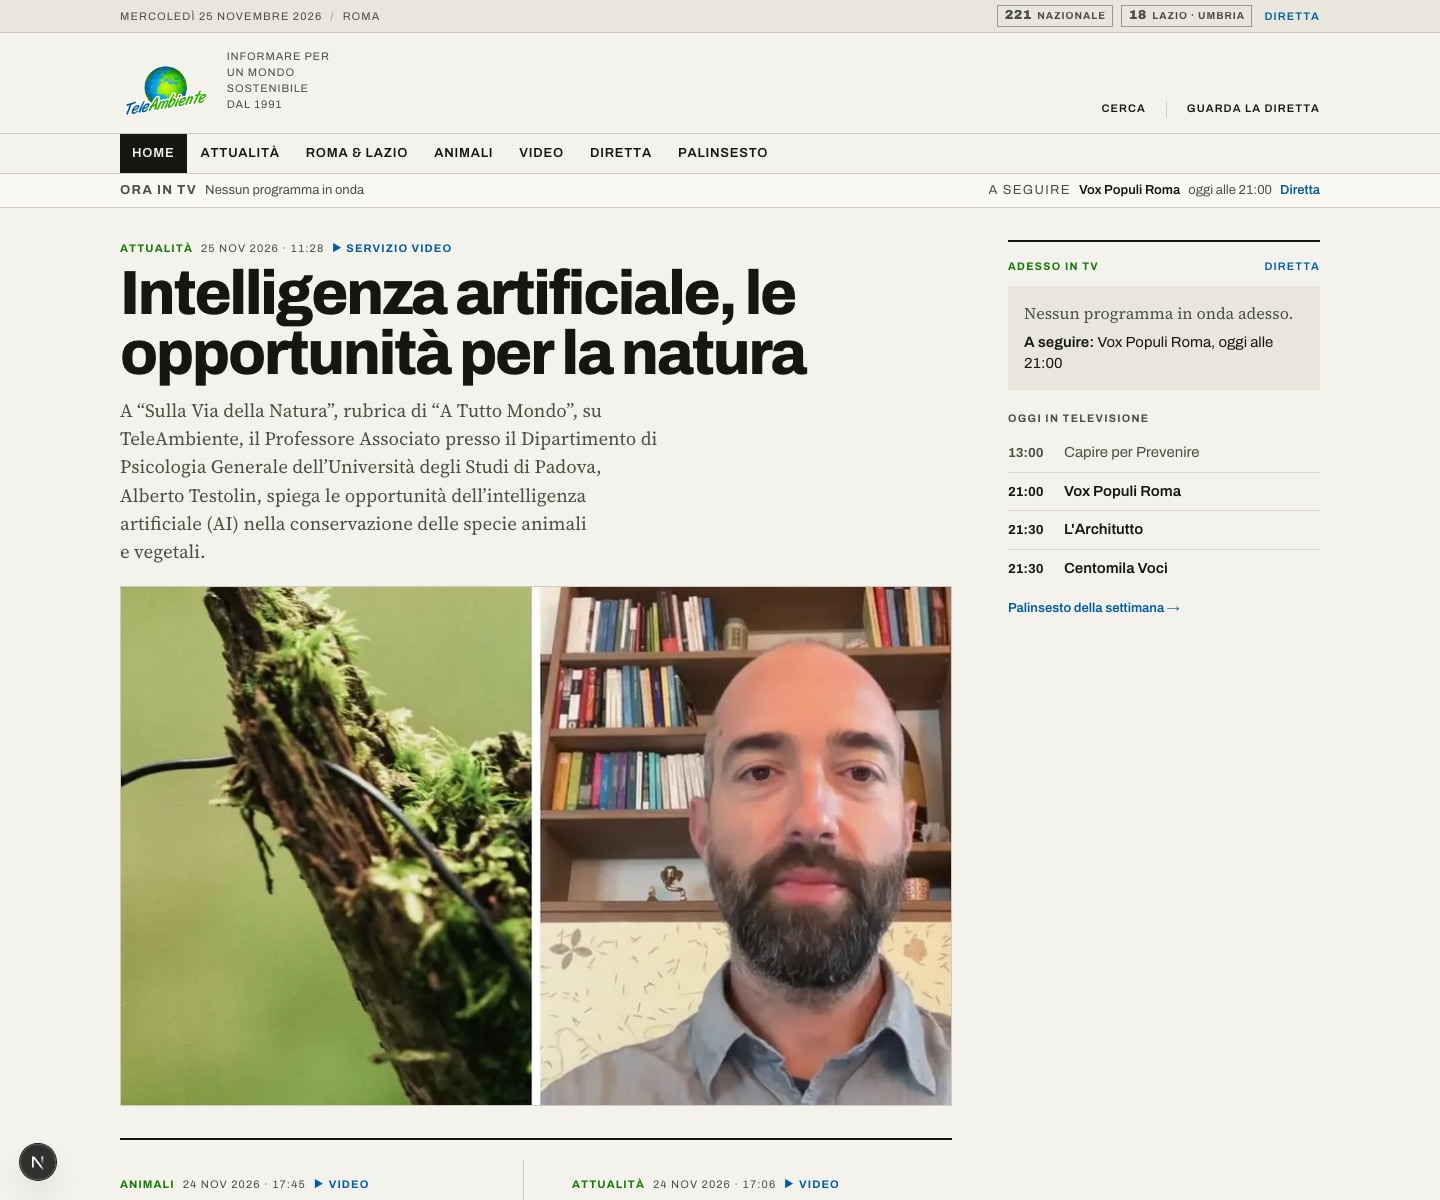 MERCOLEDÌ 25 NOVEMBRE 2026 / ROMA
221 NAZIONALE 18 LAZIO · UMBRIA DIRETTA
TeleAmbiente
INFORMARE PER
UN MONDO
SOSTENIBILE
DAL 1991
CERCA GUARDA LA DIRETTA
HOME ATTUALITÀ ROMA & LAZIO ANIMALI VIDEO DIRETTA PALINSESTO
ORA IN TV Nessun programma in onda
A SEGUIRE Vox Populi Roma oggi alle 21:00 Diretta
ATTUALITÀ 25 NOV 2026 · 11:28 ▶ SERVIZIO VIDEO
Intelligenza artificiale, le
opportunità per la natura
A “Sulla Via della Natura”, rubrica di “A Tutto Mondo”, su
TeleAmbiente, il Professore Associato presso il Dipartimento di
Psicologia Generale dell’Università degli Studi di Padova,
Alberto Testolin, spiega le opportunità dell’intelligenza
artificiale (AI) nella conservazione delle specie animali
e vegetali.
ADESSO IN TV DIRETTA
Nessun programma in onda adesso.
A seguire: Vox Populi Roma, oggi alle
21:00
OGGI IN TELEVISIONE
13:00 Capire per Prevenire
21:00 Vox Populi Roma
21:30 L'Architutto
21:30 Centomila Voci
Palinsesto della settimana →
N
ANIMALI 24 NOV 2026 · 17:45 ▶ VIDEO
ATTUALITÀ 24 NOV 2026 · 17:06 ▶ VIDEO